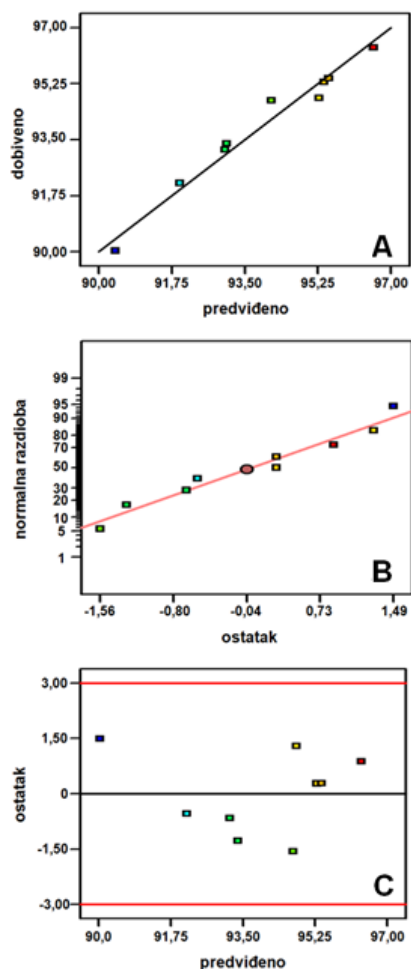 97,00
95,25
93,50
91,75
90,00
dobiveno
A
90,00 91,75 93,50 95,25 97,00
predviđeno
99
95
90
80
70
50
30
20
10
5
1
normalna razdioba
B
-1,56 -0,80 -0,04 0,73 1,49
ostatak
3,00
1,50
0
-1,50
-3,00
ostatak
C
90,0 91,75 93,50 95,25 97,00
predviđeno